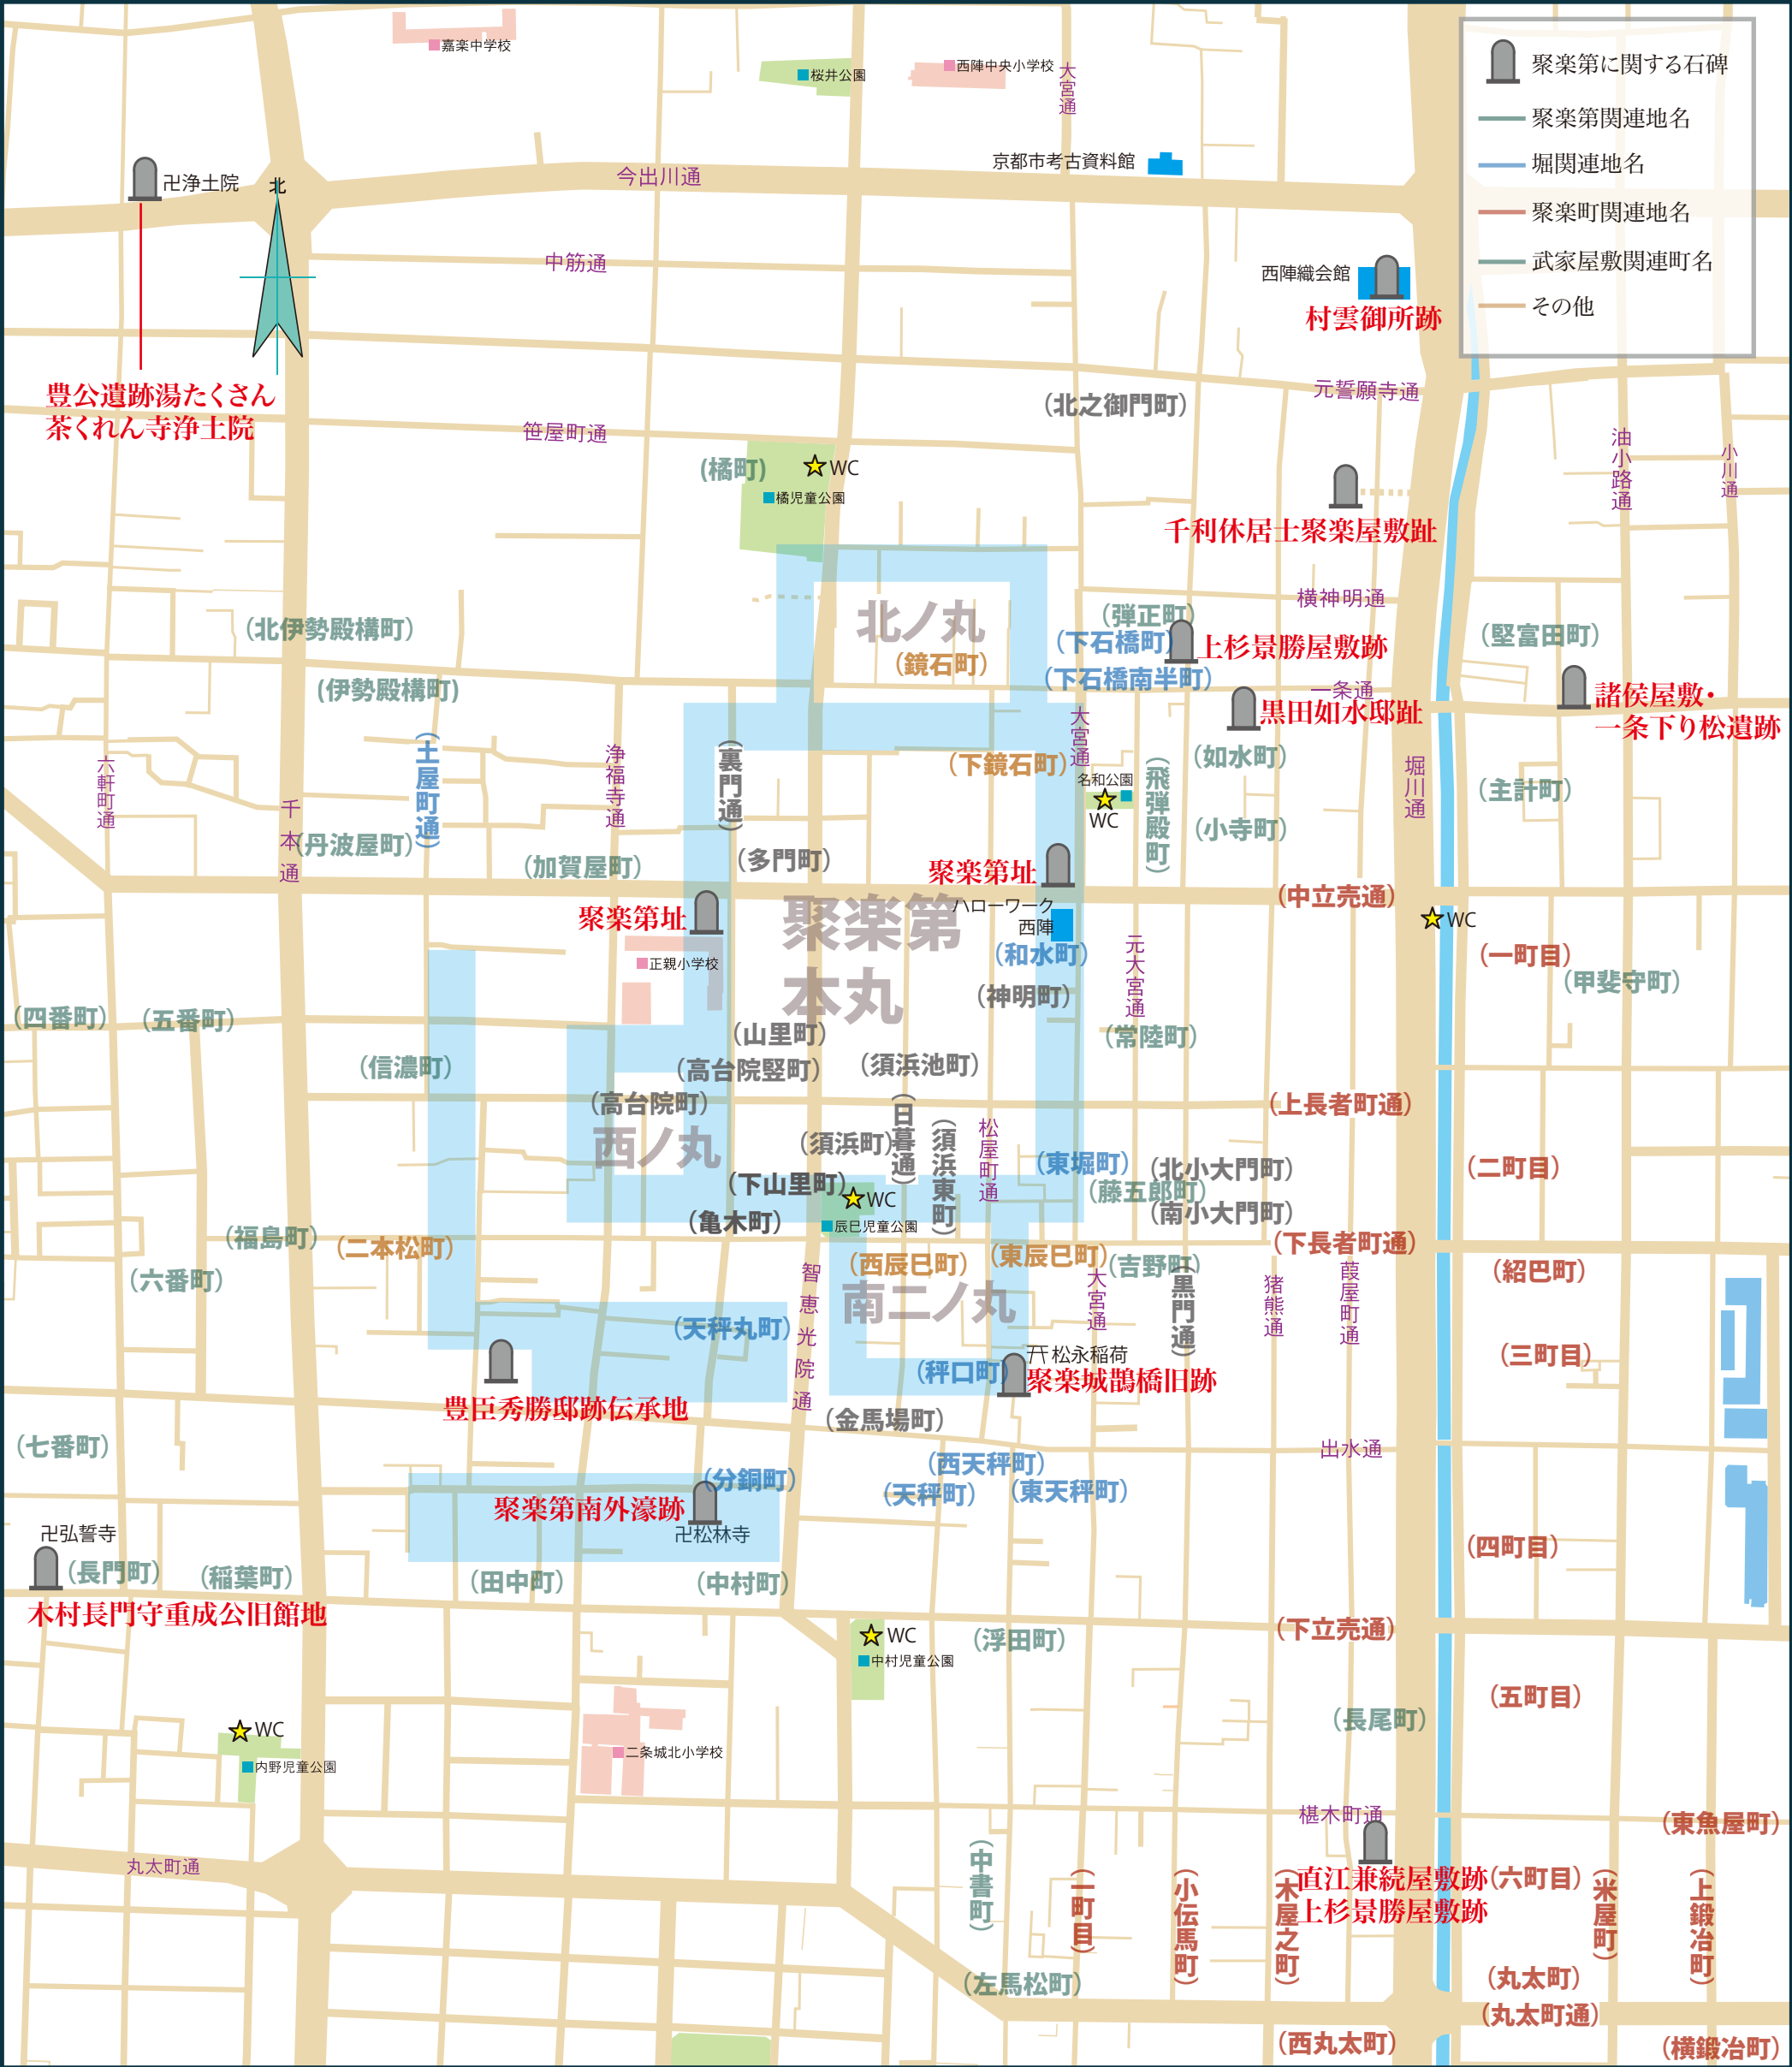 嘉楽中学校
桜井公園
西陣中央小学校
大宮通
聚楽第に関する石碑
聚楽第関連地名
堀関連地名
聚楽町関連地名
武家屋敷関連町名
その他
京都市考古資料館
今出川通
卍浄土院
北
中筋通
西陣織会館
村雲御所跡
豊公遺跡湯たくさん
茶くれん寺浄土院
元誓願寺通
(北之御門町)
笹屋町通
(橘町)
WC
橘児童公園
油小路通
小川通
千利休居士聚楽屋敷趾
横神明通
北ノ丸
(鏡石町)
(弾正町)
(下石橋町)
上杉景勝屋敷跡
(下石橋南半町)
一条通
(堅富田町)
(北伊勢殿構町)
(伊勢殿構町)
黒田如水邸趾
諸侯屋敷・
一条下り松遺跡
大宮通
(土屋町通)
浄福寺通
(裏門通)
六軒町通
千本通
(下鏡石町)
名和公園
WC
(飛弾殿町)
(如水町)
(小寺町)
堀川通
(主計町)
(丹波屋町)
(加賀屋町)
(多門町)
聚楽第址
聚楽第址
ハローワーク
西陣
聚楽第
本丸
正親小学校
(中立売通)
WC
(和水町)
(神明町)
元大宮通
(一町目)
(甲斐守町)
(四番町)
(五番町)
(山里町)
(常陸町)
(信濃町)
(高台院竪町)
(須浜池町)
(高台院町)
(上長者町通)
西ノ丸
(須浜町)
(日暮通)
(須浜東町)
松屋町通
(東堀町)
(北小大門町)
(二町目)
(下山里町)
WC
(藤五郎町)
(南小大門町)
(亀木町)
辰巳児童公園
(福島町)
(二本松町)
(下長者町通)
(六番町)
智恵光院通
(西辰巳町)
(東辰巳町)
(吉野町)
南二ノ丸
大宮通
(黒門通)
猪熊通
葭屋町通
(紹巴町)
(天秤丸町)
(三町目)
松永稲荷
(秤口町)
聚楽城鵲橋旧跡
豊臣秀勝邸跡伝承地
(金馬場町)
(七番町)
出水通
(西天秤町)
(天秤町)
(東天秤町)
(分銅町)
聚楽第南外濠跡
卍松林寺
卍弘誓寺
(長門町)
(稲葉町)
(田中町)
(中村町)
(四町目)
木村長門守重成公旧館地
(下立売通)
WC
中村児童公園
(浮田町)
(五町目)
(長尾町)
WC
内野児童公園
二条城北小学校
椹木町通
(東魚屋町)
丸太町通
(中書町)
(一町目)
(小伝馬町)
(木屋之町)
直江兼続屋敷跡
上杉景勝屋敷跡
(六町目)
(米屋町)
(上鍛冶町)
(左馬松町)
(丸太町)
(丸太町通)
(西丸太町)
(横鍛冶町)